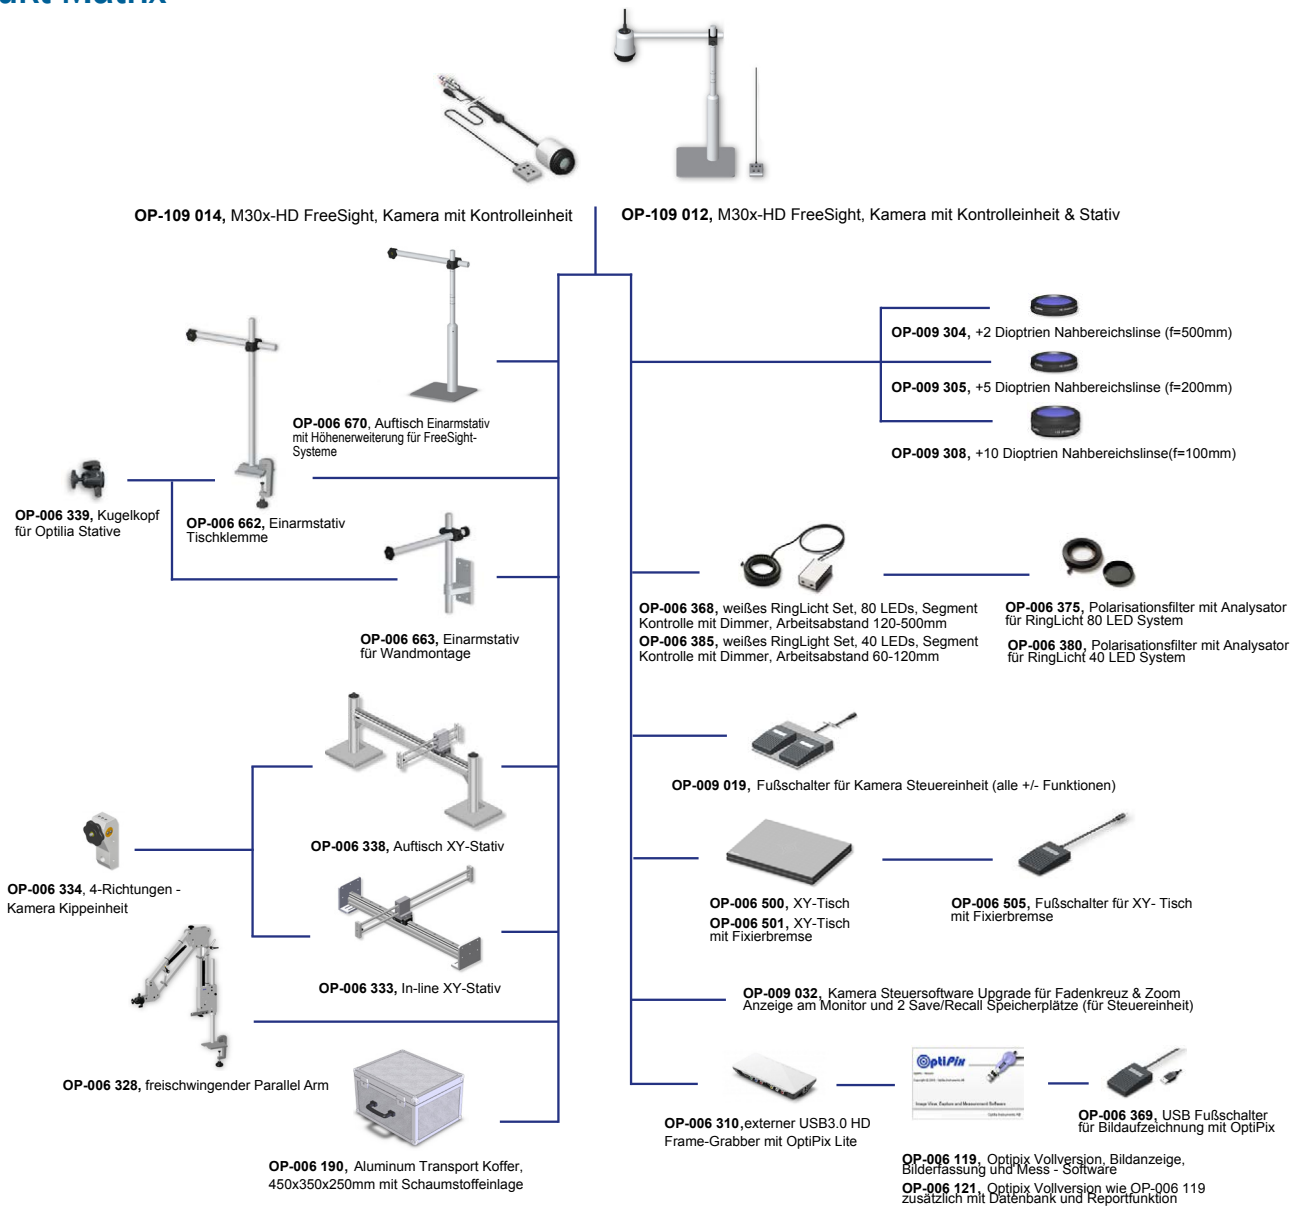 OP-109 014, M30x-HD FreeSight, Kamera mit Kontrolleinheit
OP-109 012, M30x-HD FreeSight, Kamera mit Kontrolleinheit & Stativ
OP-006 670, Auftisch Einarmstativ
mit Höhenerweiterung für FreeSight-
Systeme
OP-006 339, Kugelkopf
für Optilia Stative
OP-006 662, Einarmstativ
Tischklemme
OP-006 663, Einarmstativ
für Wandmontage
OP-006 338, Auftisch XY-Stativ
OP-006 334, 4-Richtungen -
Kamera Kippeinheit
OP-006 333, In-line XY-Stativ
OP-006 328, freischwingender Parallel Arm
OP-006 190, Aluminum Transport Koffer,
450x350x250mm mit Schaumstoffeinlage
OP-009 304, +2 Dioptrien Nahbereichslinse (f=500mm)
OP-009 305, +5 Dioptrien Nahbereichslinse (f=200mm)
OP-009 308, +10 Dioptrien Nahbereichslinse(f=100mm)
OP-006 368, weißes RingLicht Set, 80 LEDs, Segment
Kontrolle mit Dimmer, Arbeitsabstand 120-500mm
OP-006 385, weißes RingLight Set, 40 LEDs, Segment
Kontrolle mit Dimmer, Arbeitsabstand 60-120mm
OP-006 375, Polarisationsfilter mit Analysator
für RingLicht 80 LED System
OP-006 380, Polarisationsfilter mit Analysator
für RingLicht 40 LED System
OP-009 019, Fußschalter für Kamera Steuereinheit (alle +/- Funktionen)
OP-006 500, XY-Tisch
OP-006 501, XY-Tisch
mit Fixierbremse
OP-006 505, Fußschalter für XY- Tisch
mit Fixierbremse
OP-009 032, Kamera Steuersoftware Upgrade für Fadenkreuz & Zoom
Anzeige am Monitor und 2 Save/Recall Speicherplätze (für Steuereinheit)
OP-006 310,externer USB3.0 HD
Frame-Grabber mit OptiPix Lite
OptiPix
Image View, Capture and Measurement Software
OP-006 119, Optipix Vollversion, Bildanzeige,
Bilderfassung und Mess - Software
OP-006 121, Optipix Vollversion wie OP-006 119
zusätzlich mit Datenbank und Reportfunktion
OP-006 369, USB Fußschalter
für Bildaufzeichnung mit OptiPix